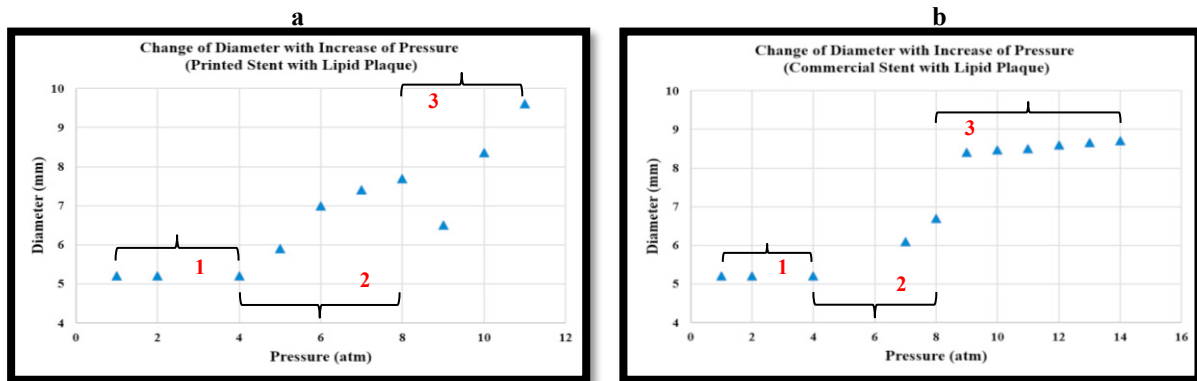 a
Change of Diameter with Increase of Pressure
(Printed Stent with Lipid Plaque)
10
9
8
7
6
5
4
Diameter (mm)
0 2 4 6 8 10 12
Pressure (atm)
1
2
3
b
Change of Diameter with Increase of Pressure
(Commercial Stent with Lipid Plaque)
10
9
8
7
6
5
4
Diameter (mm)
0 2 4 6 8 10 12 14 16
Pressure (atm)
1
2
3